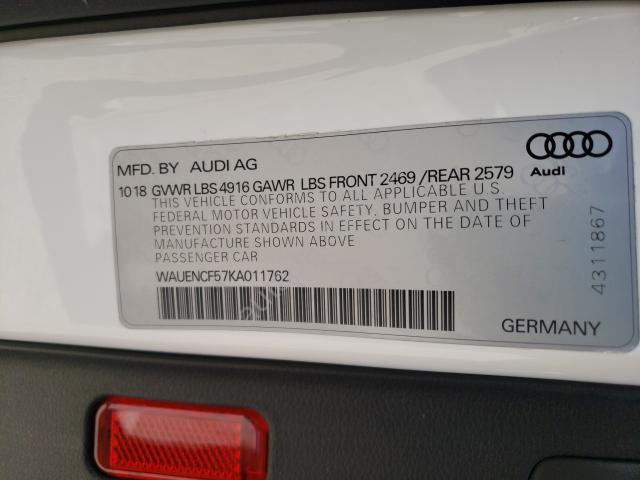 MFD. BY AUDI AG
1018 GVWR LBS 4916 GAWR LBS FRONT 2469 / REAR 2579
THIS VEHICLE CONFORMS TO ALL APPLICABLE U.S.
FEDERAL MOTOR VEHICLE SAFETY, BUMPER AND THEFT
PREVENTION STANDARDS IN EFFECT ON THE DATE OF
MANUFACTURE SHOWN ABOVE.
PASSENGER CAR
WAUENCF57KA011762
Audi
4311867
GERMANY